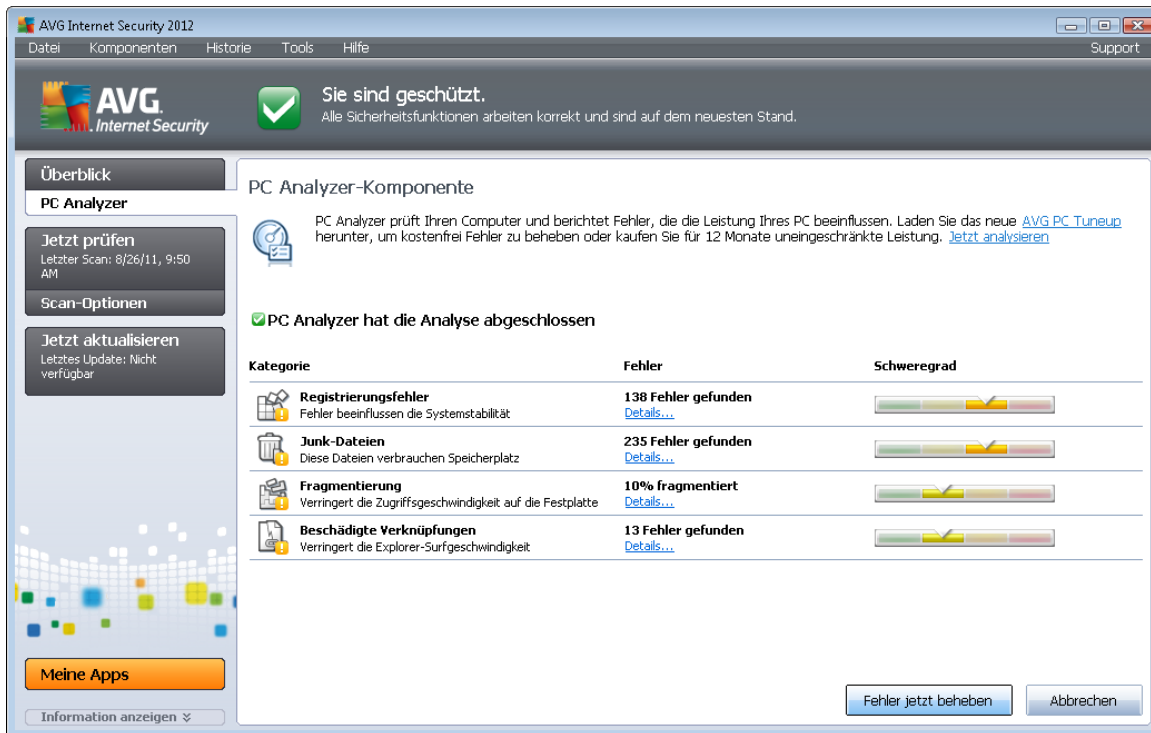 AVG Internet Security 2012
Datei Komponenten Historie Tools Hilfe Support
AVG.
Internet Security
Sie sind geschützt.
Alle Sicherheitsfunktionen arbeiten korrekt und sind auf dem neuesten Stand.
Überblick
PC Analyzer
Jetzt prüfen
Letzter Scan: 8/26/11, 9:50
AM
Scan-Optionen
Jetzt aktualisieren
Letztes Update: Nicht
verfügbar
Meine Apps
Information anzeigen
PC Analyzer-Komponente
PC Analyzer prüft Ihren Computer und berichtet Fehler, die die Leistung Ihres PC beeinflussen. Laden Sie das neue AVG PC Tuneup
herunter, um kostenfrei Fehler zu beheben oder kaufen Sie für 12 Monate uneingeschränkte Leistung. Jetzt analysieren
PC Analyzer hat die Analyse abgeschlossen
Kategorie Fehler Schweregrad
Registrierungsfehler 138 Fehler gefunden
Fehler beeinflussen die Systemstabilität Details...
Junk-Dateien 235 Fehler gefunden
Diese Dateien verbrauchen Speicherplatz Details...
Fragmentierung 10% fragmentiert
Verringert die Zugriffsgeschwindigkeit auf die Festplatte Details...
Beschädigte Verknüpfungen 13 Fehler gefunden
Verringert die Explorer-Surfgeschwindigkeit Details...
Fehler jetzt beheben Abbrechen